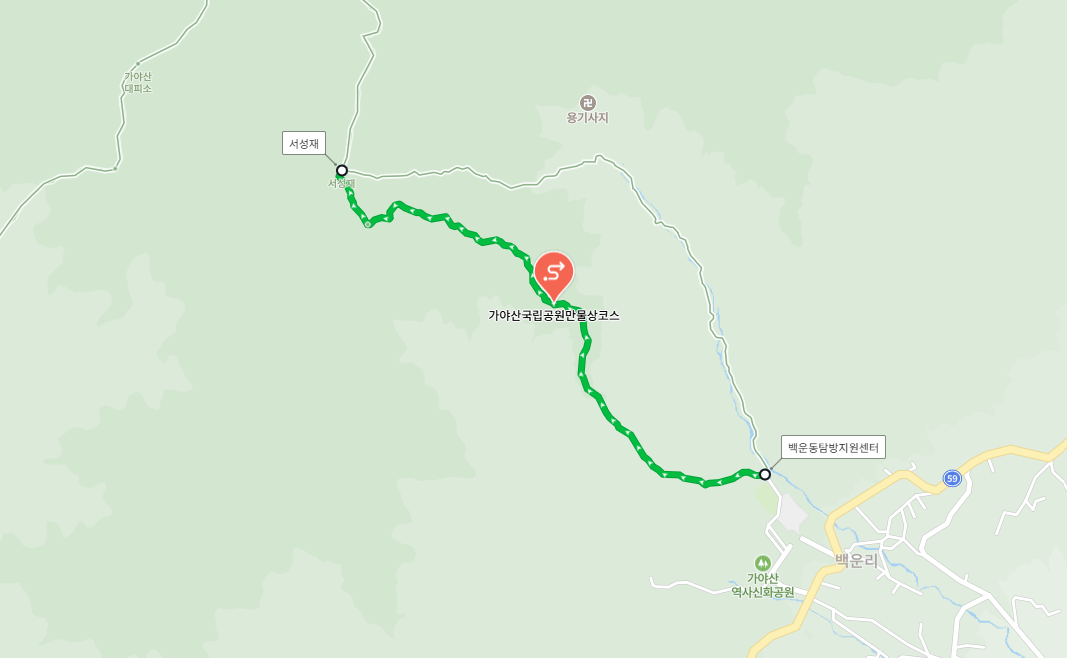 가야산
대피소
용기사지
서성재
서성재
가야산국립공원만물상코스
백운동탐방지원센터
59
백운리
가야산
역사신화공원